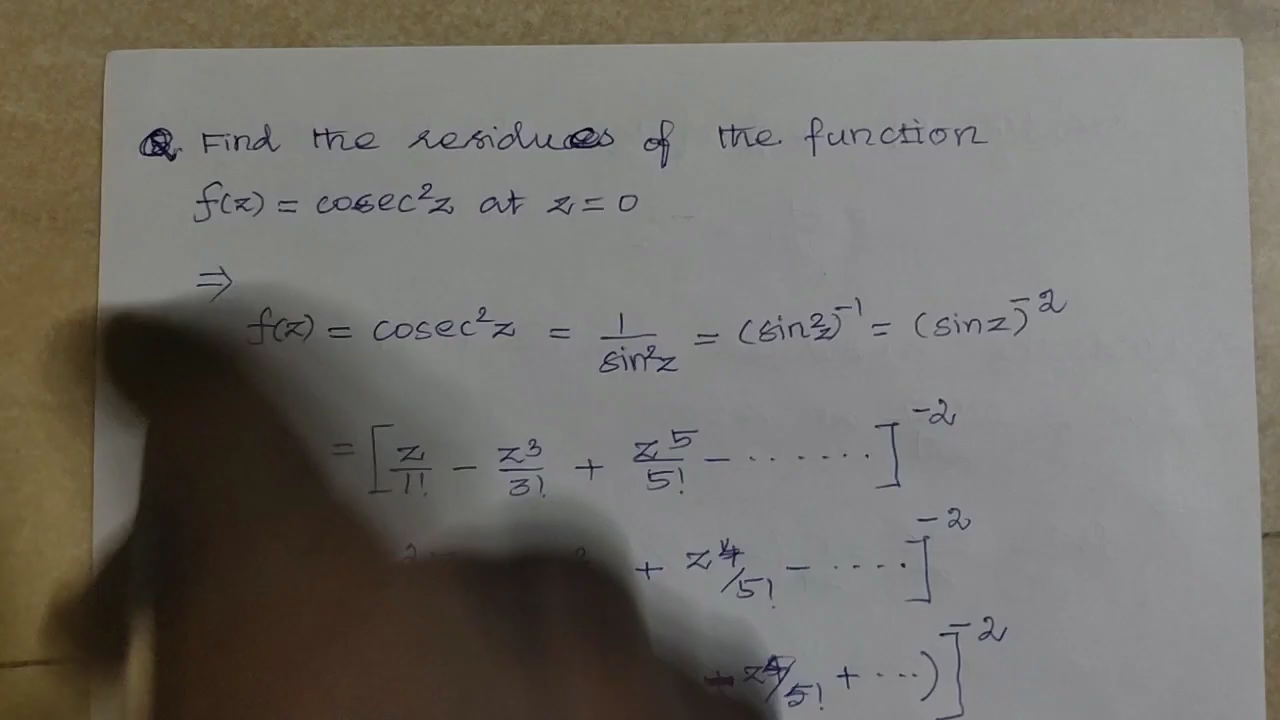 Q. Find the residues of the function
f(z) = cosec²z at z = 0
⇒
f(z) = cosec²z = 1/sin²z = (sin²z)⁻¹ = (sinz)⁻²
= [z/1! - z³/3! + z⁵/5! - .......]⁻²
+ z⁴/5! - ....]⁻²
z⁴/5! + ...)]⁻²